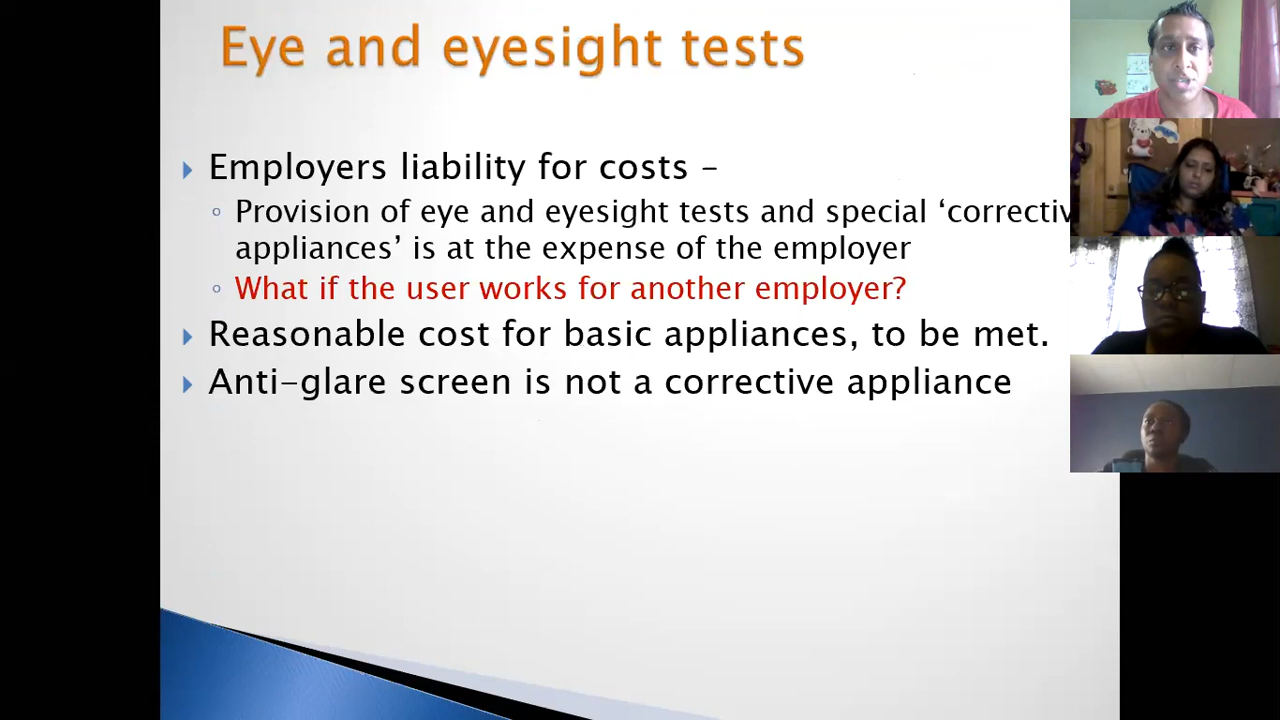 Eye and eyesight tests
Employers liability for costs –
Provision of eye and eyesight tests and special ‘correctiv
appliances’ is at the expense of the employer
What if the user works for another employer?
Reasonable cost for basic appliances, to be met.
Anti-glare screen is not a corrective appliance